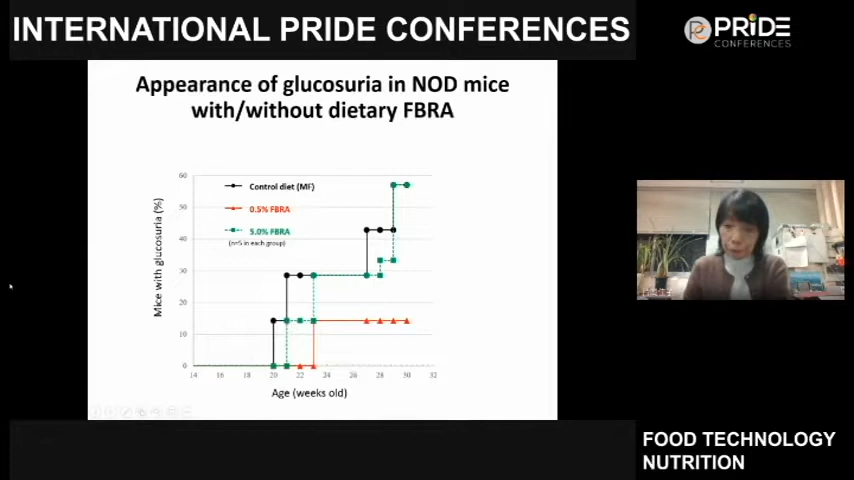 INTERNATIONAL PRIDE CONFERENCES
PRIDE
CONFERENCES
Appearance of glucosuria in NOD mice
with/without dietary FBRA
Mice with glucosuria (%)
60
50
40
30
20
10
0
Control diet (MF)
0.5% FBRA
5.0% FBRA
(n=5 in each group)
14 16 18 20 22 24 26 28 30 32
Age (weeks old)
FOOD TECHNOLOGY
NUTRITION